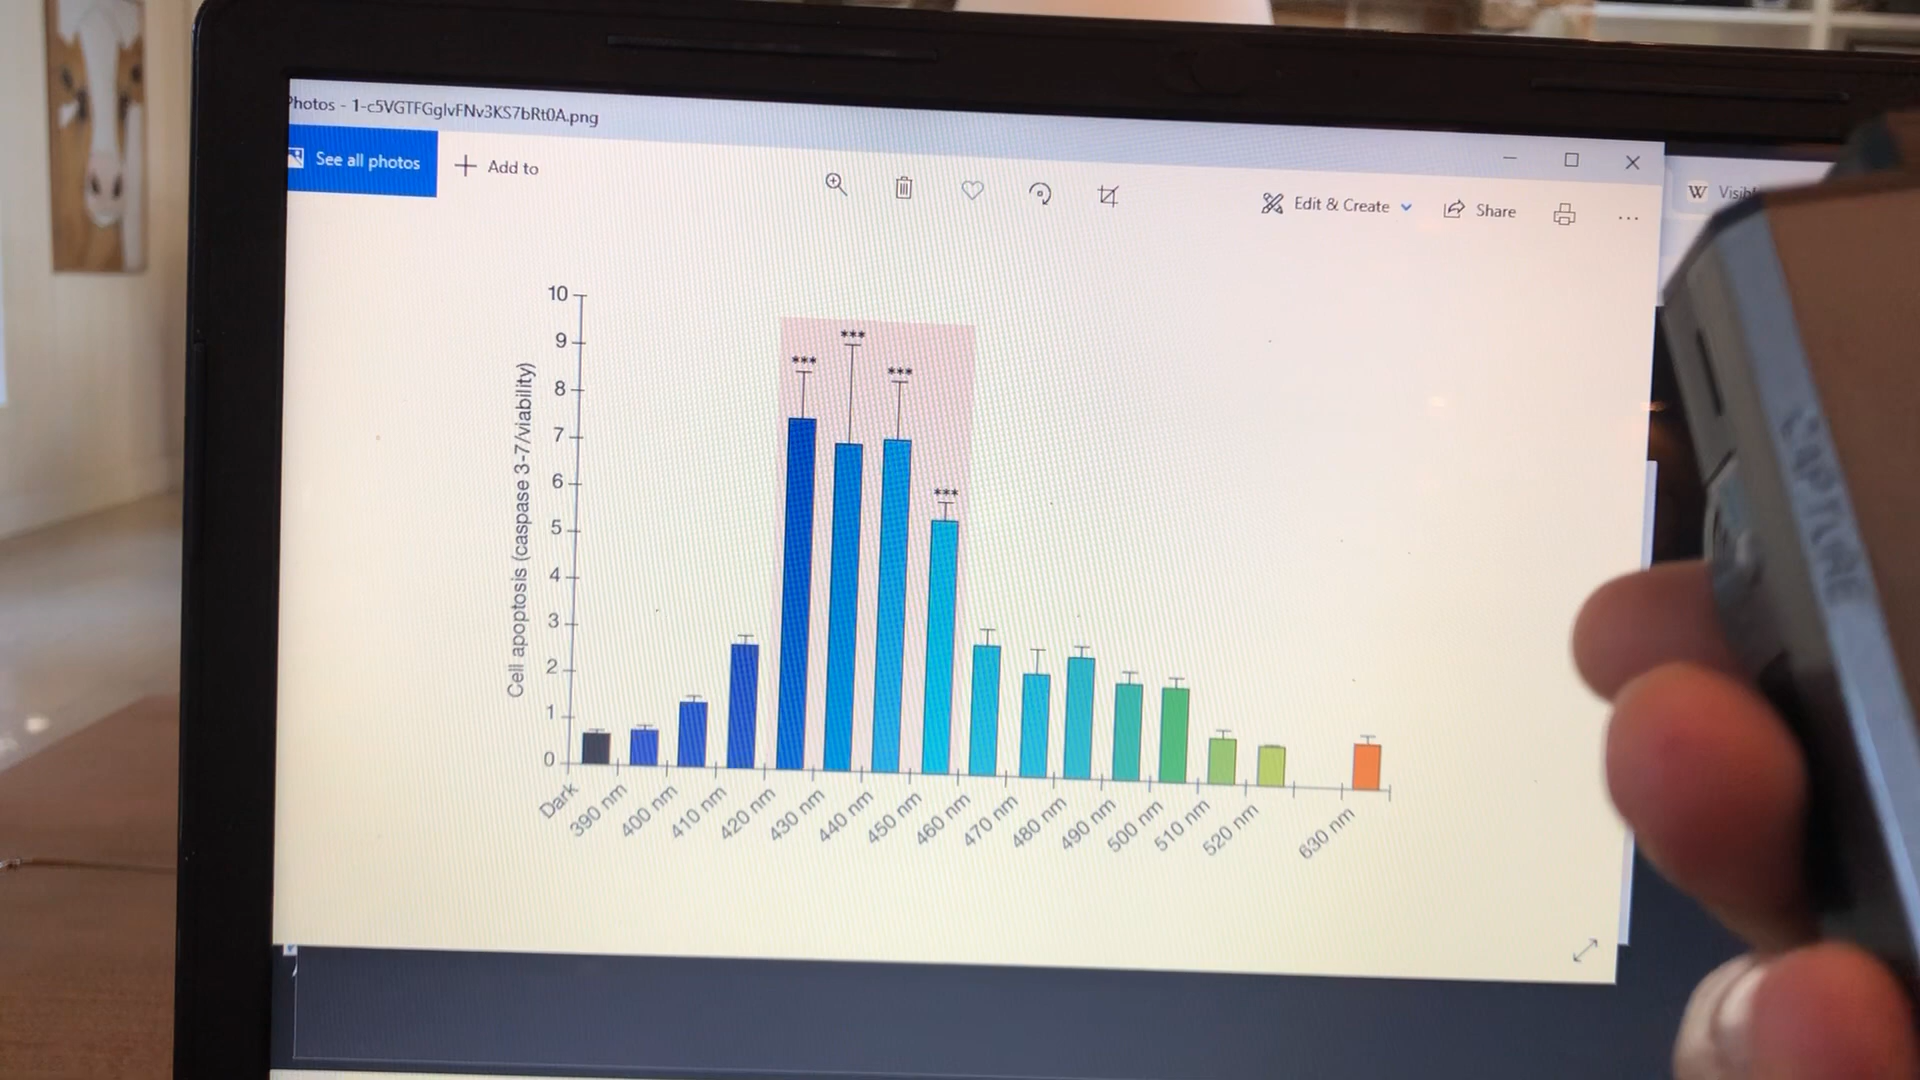 Photos - 1-c5VGTFGglvFNv3KS7bRt0A.png
See all photos
Add to
Edit & Create
Share
W
CAPTURE
10
9
8
7
6
5
4
3
2
1
0
Cell apoptosis (caspase 3-7/viability)
***
***
***
***
Dark
390 nm
400 nm
410 nm
420 nm
430 nm
440 nm
450 nm
460 nm
470 nm
480 nm
490 nm
500 nm
510 nm
520 nm
630 nm